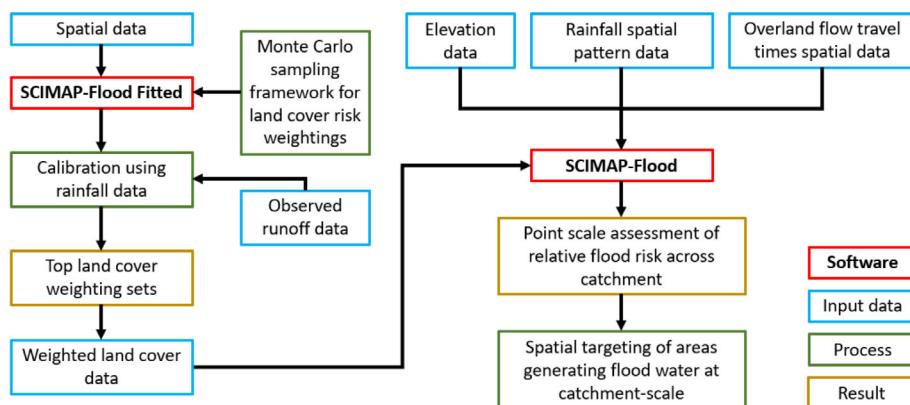 Spatial data
SCIMAP-Flood Fitted
Monte Carlo
sampling
framework for
land cover risk
weightings
Calibration using
rainfall data
Observed
runoff data
Top land cover
weighting sets
Weighted land cover
data
Elevation
data
Rainfall spatial
pattern data
Overland flow travel
times spatial data
SCIMAP-Flood
Point scale assessment of
relative flood risk across
catchment
Spatial targeting of areas
generating flood water at
catchment-scale
Software
Input data
Process
Result